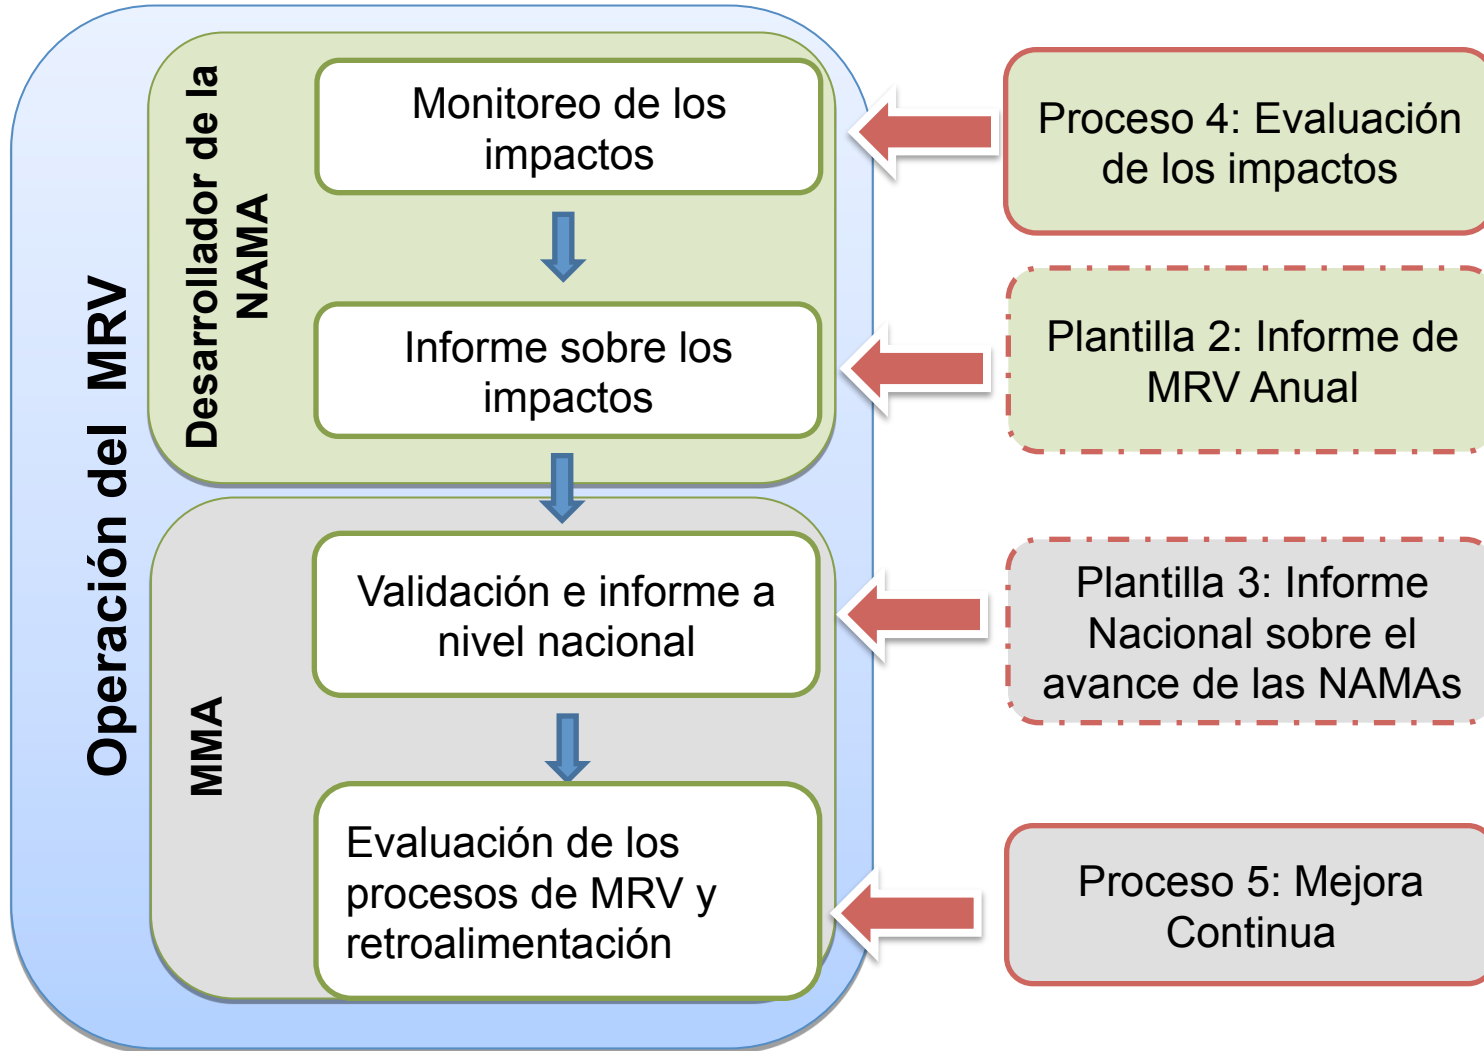 Operación del MRV
Desarrollador de la
NAMA
Monitoreo de los
impactos
Proceso 4: Evaluación
de los impactos
Informe sobre los
impactos
Plantilla 2: Informe de
MRV Anual
MMA
Validación e informe a
nivel nacional
Plantilla 3: Informe
Nacional sobre el
avance de las NAMAs
Evaluación de los
procesos de MRV y
retroalimentación
Proceso 5: Mejora
Continua